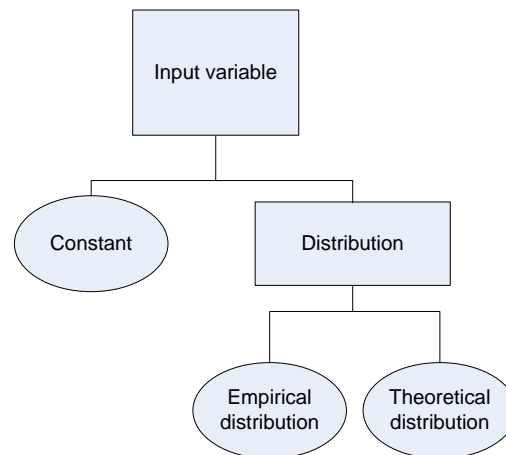 Input variable
Constant
Distribution
Empirical
distribution
Theoretical
distribution